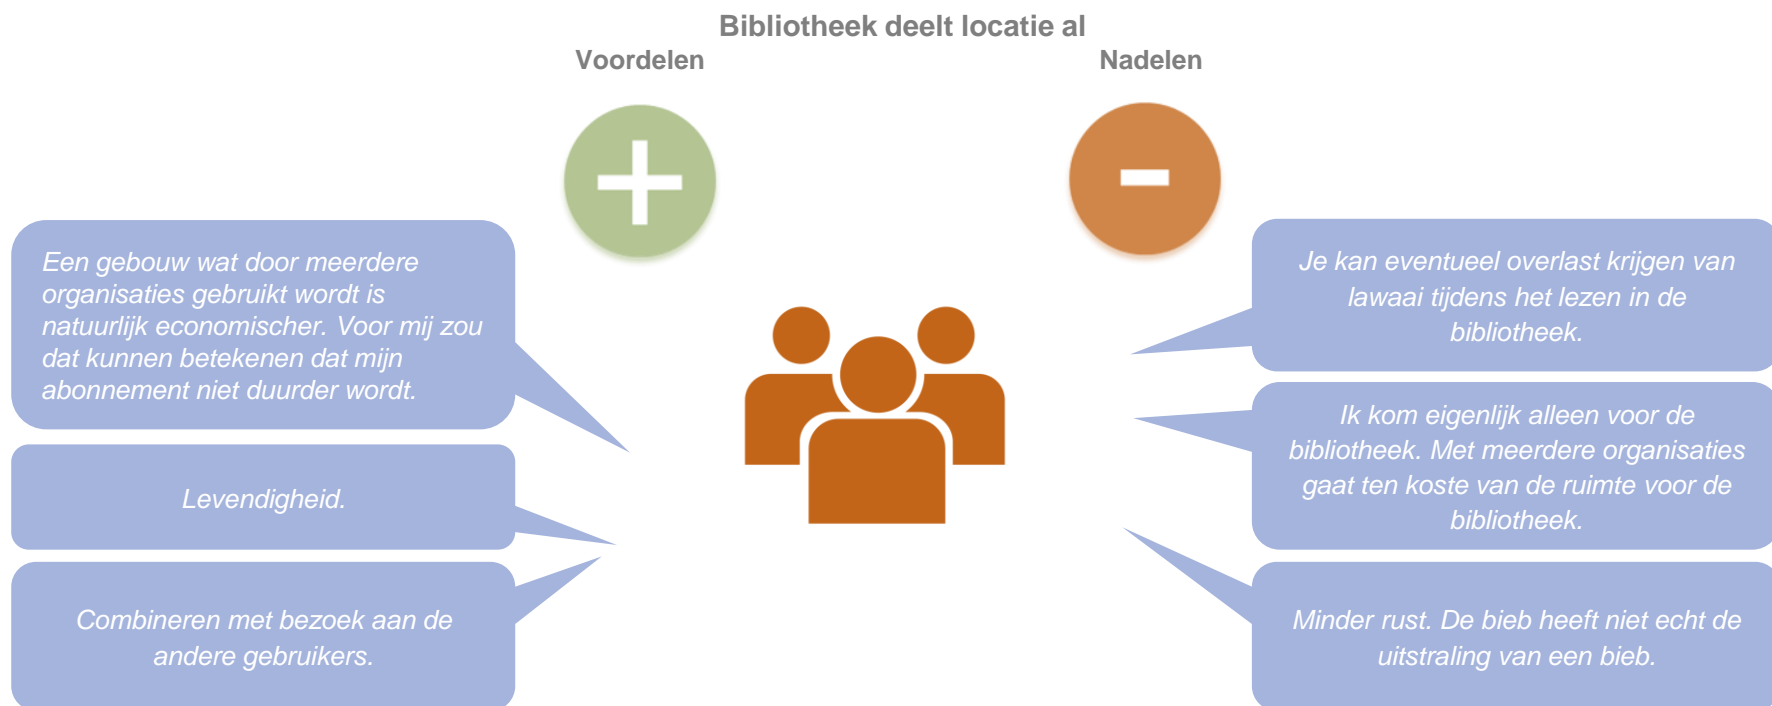 Bibliotheek deelt locatie al
Voordelen
Nadelen
Een gebouw wat door meerdere
organisaties gebruikt wordt is
natuurlijk economischer. Voor mij zou
dat kunnen betekenen dat mijn
abonnement niet duurder wordt.
Levendigheid.
Combineren met bezoek aan de
andere gebruikers.
Je kan eventueel overlast krijgen van
lawaai tijdens het lezen in de
bibliotheek.
Ik kom eigenlijk alleen voor de
bibliotheek. Met meerdere organisaties
gaat ten koste van de ruimte voor de
bibliotheek.
Minder rust. De bieb heeft niet echt de
uitstraling van een bieb.